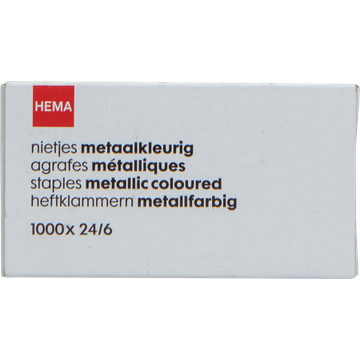 HEMA
nietjes metaalkleurig
agrafes métalliques
staples metallic coloured
heftklammern metallfarbig
1000x 24/6